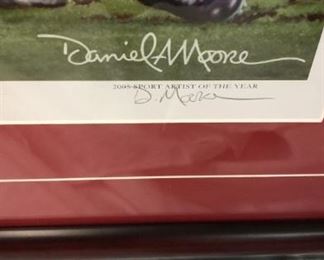 Daniel A. Moore
2005 SPORT ARTIST OF THE YEAR
D. Moore